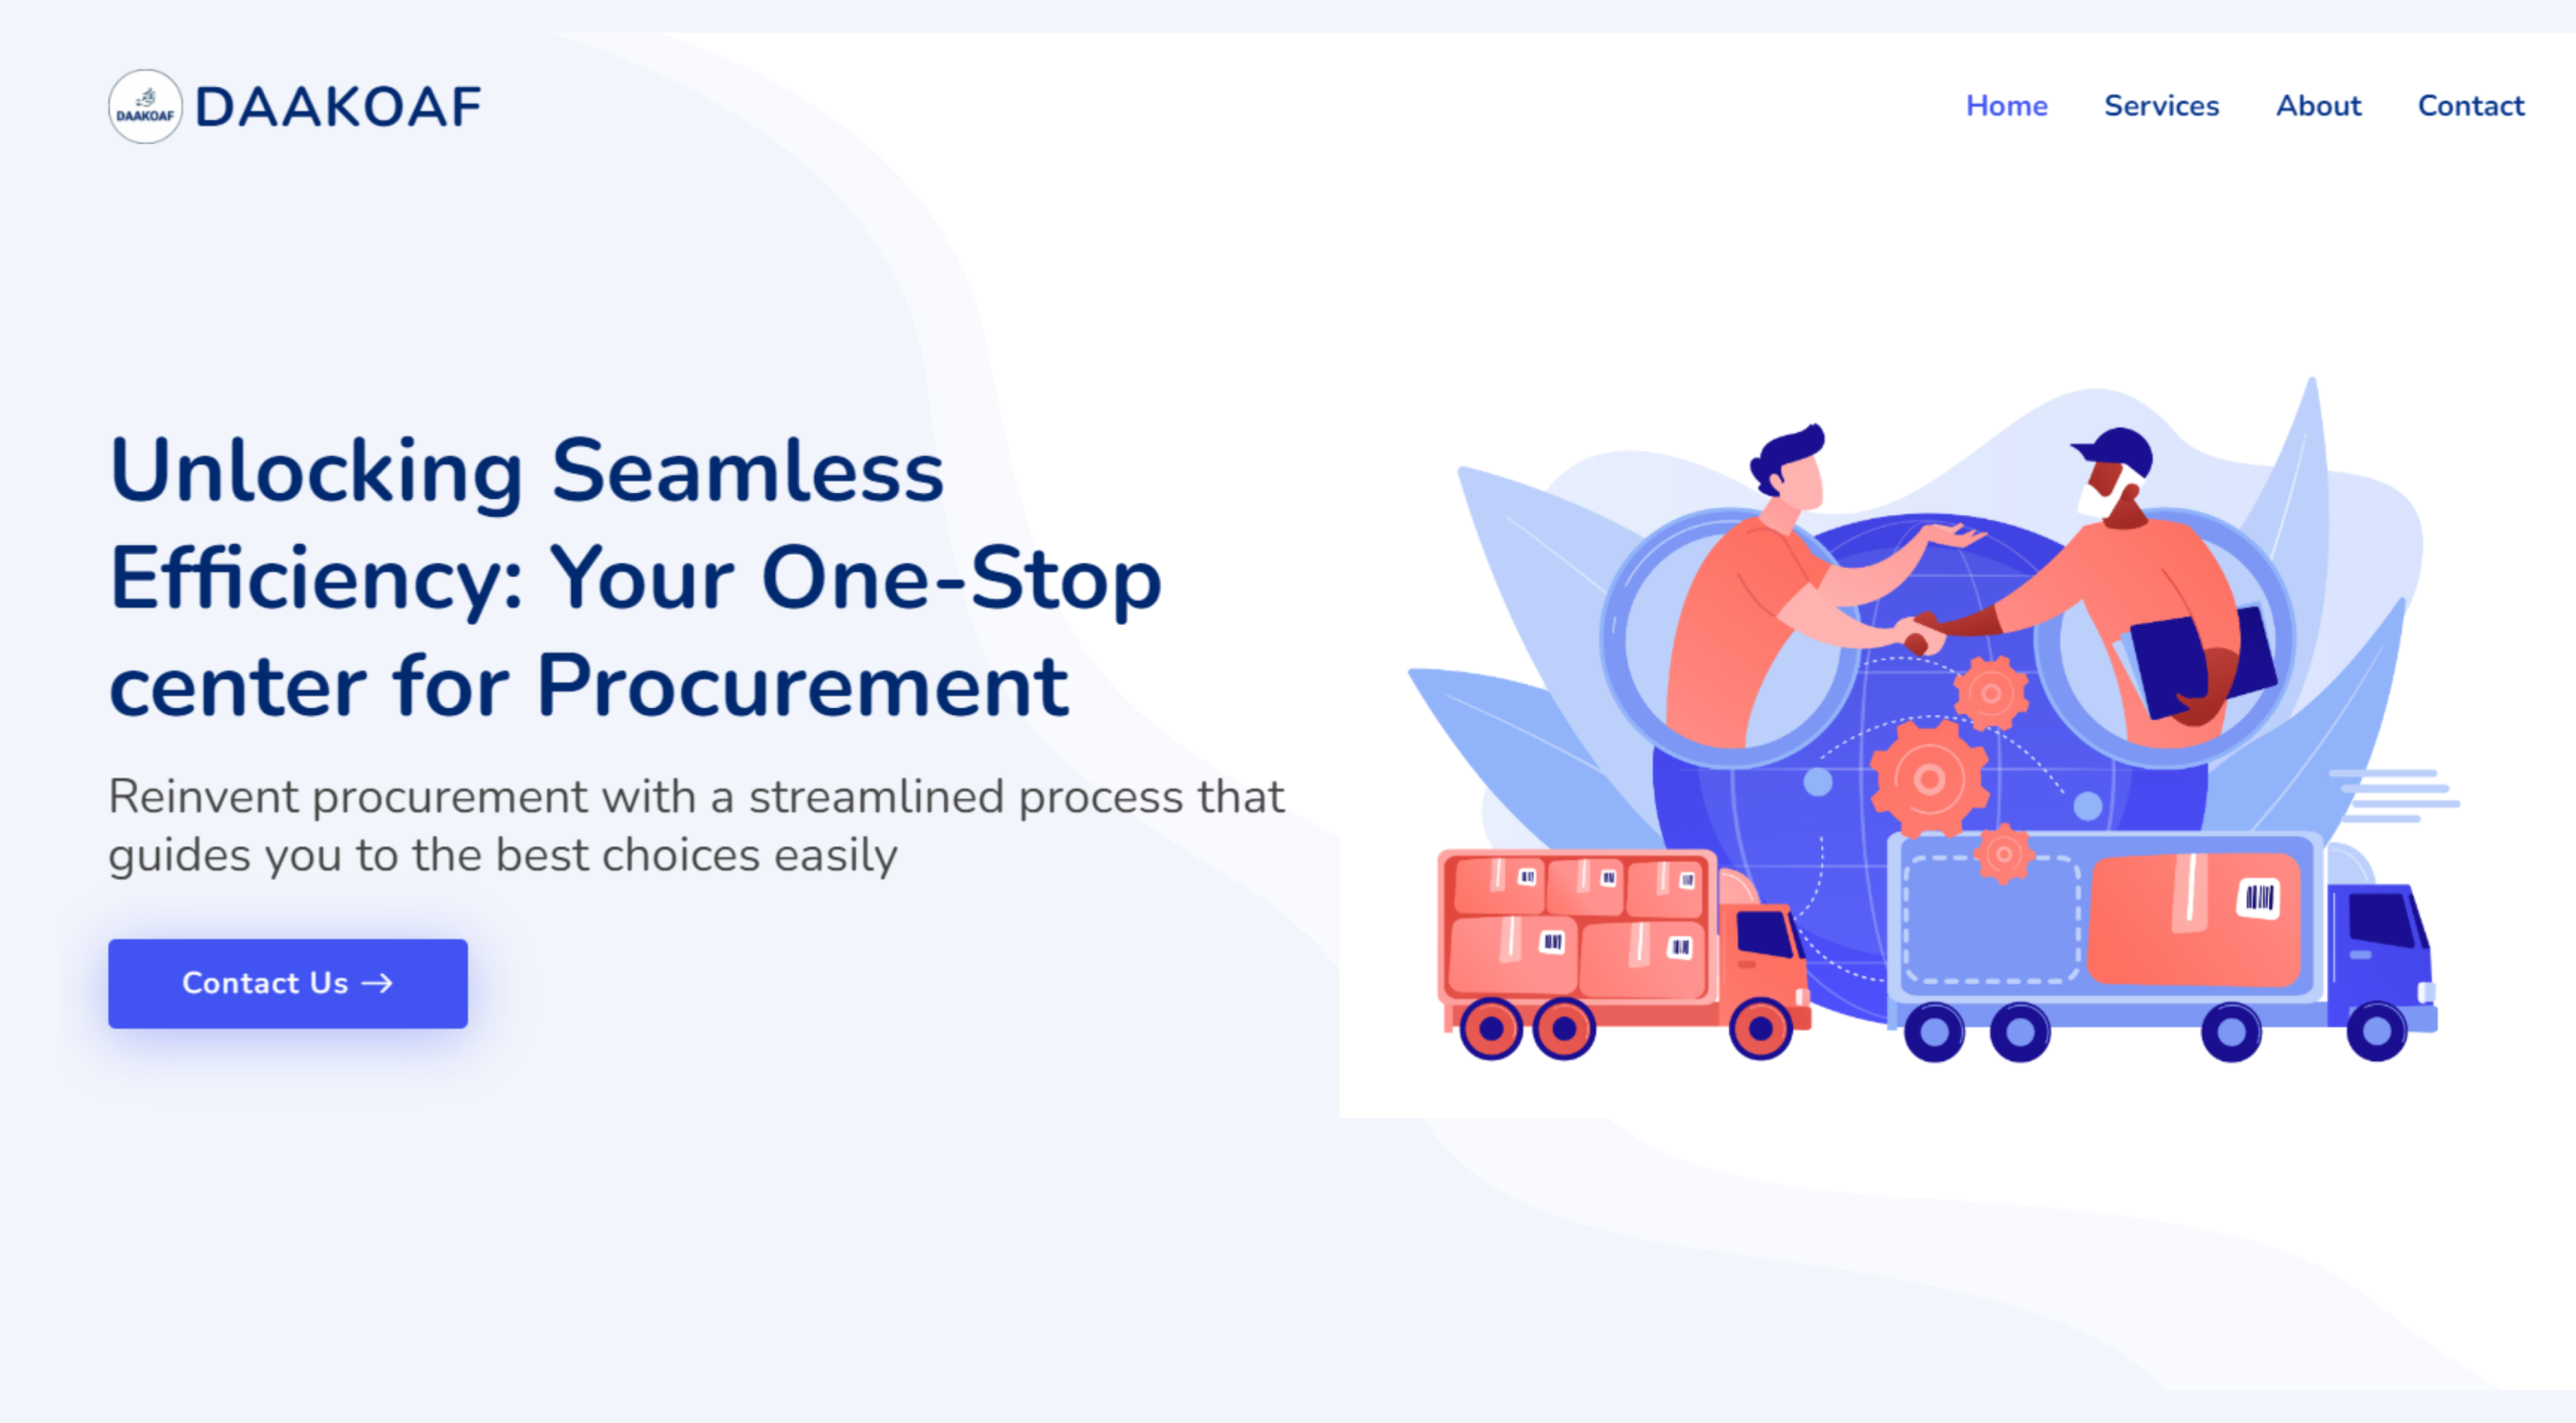 DAAKOAF
DAAKOAF
Home
Services
About
Contact
Unlocking Seamless
Efficiency: Your One-Stop
center for Procurement
Reinvent procurement with a streamlined process that
guides you to the best choices easily
Contact Us →